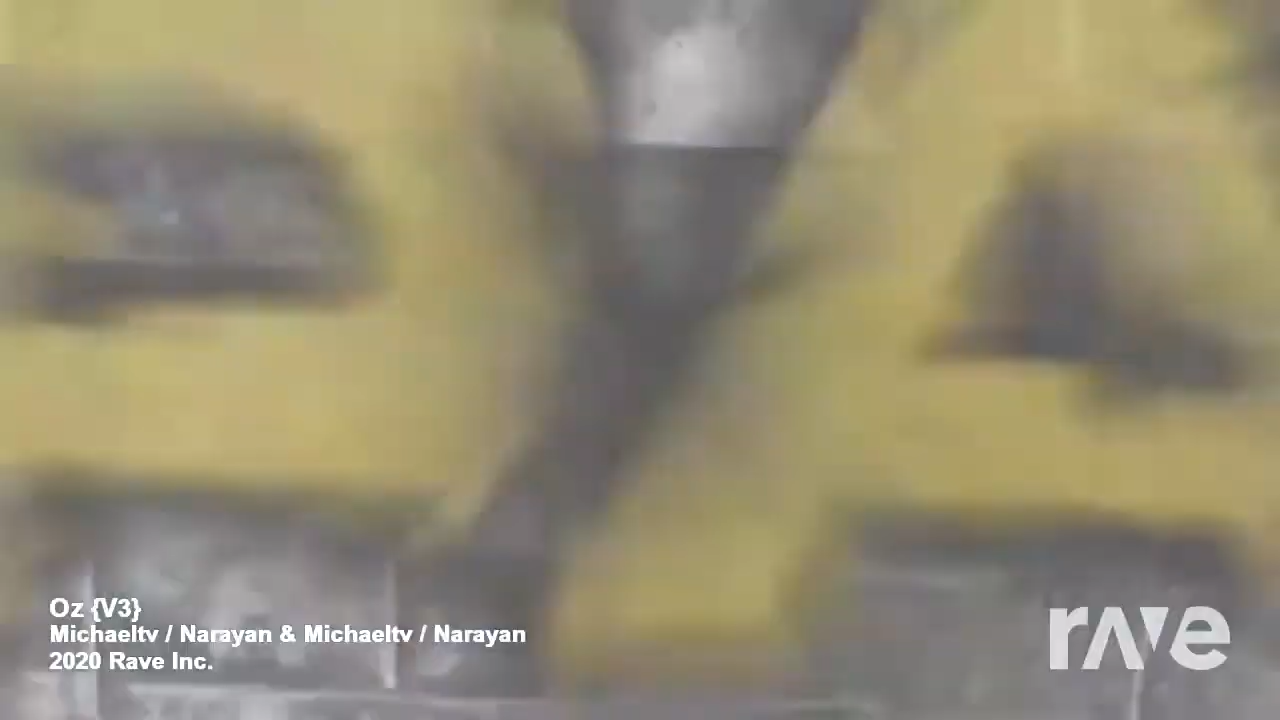 Oz {V3}
Michaeltv / Narayan & Michaeltv / Narayan
2020 Rave Inc.
rave